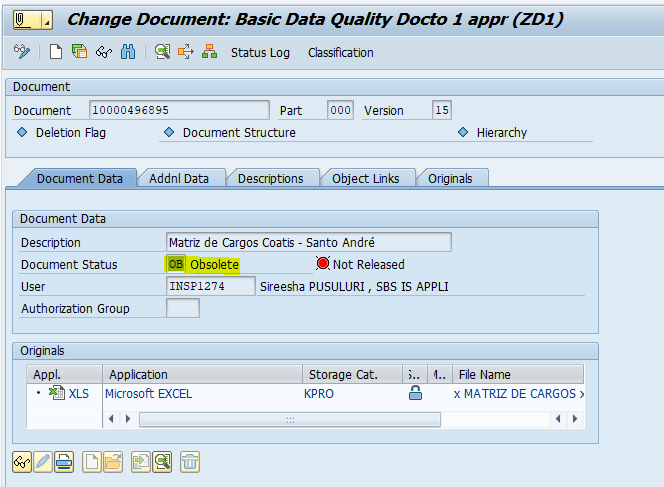 Change Document: Basic Data Quality Docto 1 appr (ZD1)
Status Log Classification
Document
Document 10000496895 Part 000 Version 15
Deletion Flag Document Structure Hierarchy
Document Data Addnl Data Descriptions Object Links Originals
Document Data
Description Matriz de Cargos Coatis - Santo André
Document Status OB Obsolete Not Released
User INSP1274 Sireesha PUSULURI , SBS IS APPLI
Authorization Group
Originals
Appl. Application Storage Cat. S.. M.. File Name
XLS Microsoft EXCEL KPRO x MATRIZ DE CARGOS x